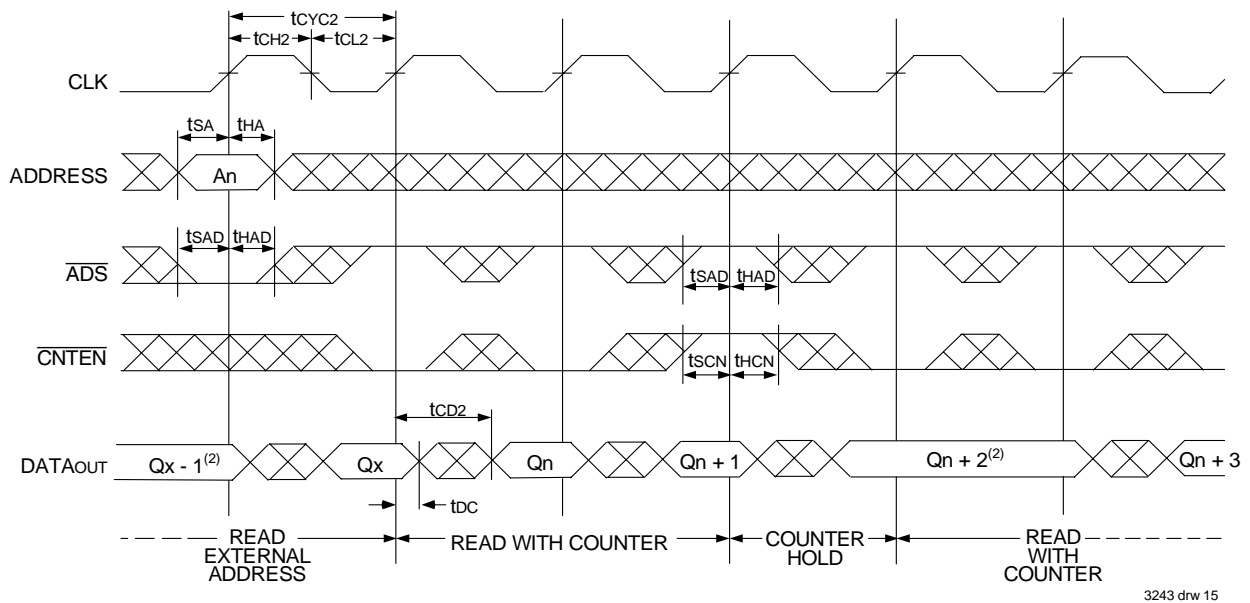 tCYC2
tCH2 tCL2
CLK
tSA tHA
ADDRESS An
tSAD tHAD
ADS
tSAD tHAD
CNTEN
tSCN tHCN
tCD2
DATAOUT Qx - 1(2) Qx Qn Qn + 1 Qn + 2(2) Qn + 3
tDC
READ EXTERNAL ADDRESS
READ WITH COUNTER
COUNTER HOLD
READ WITH COUNTER
3243 drw 15